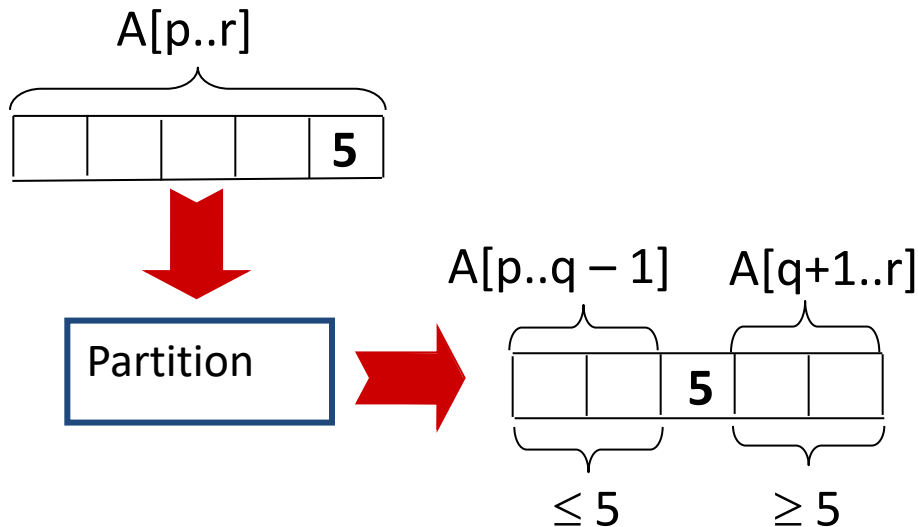 A[p..r]
5
A[p..q – 1]
A[q+1..r]
Partition
5
≤ 5
≥ 5